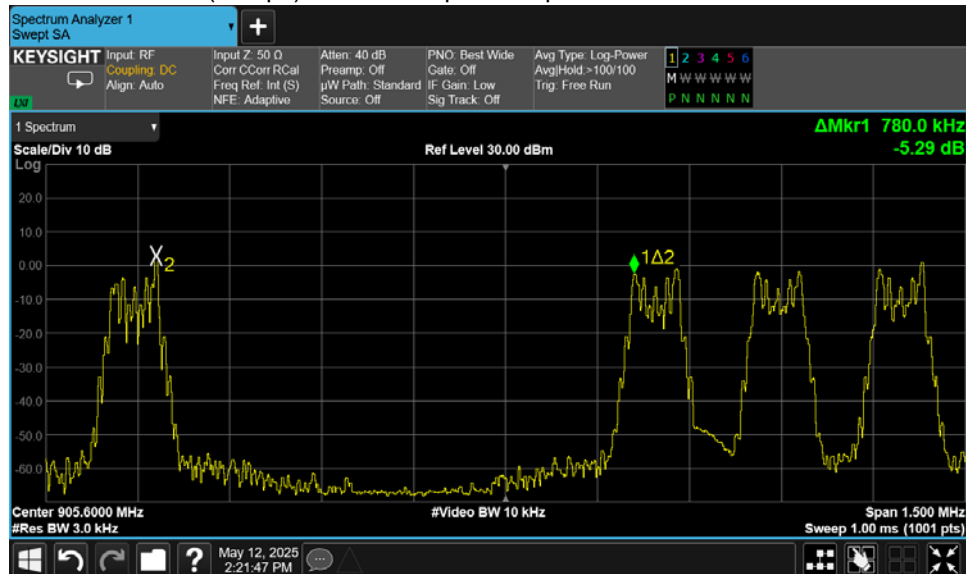 Spectrum Analyzer 1
Swept SA
+
KEYSIGHT
Input: RF
Coupling: DC
Align: Auto
Input Z: 50 Ω
Corr CCorr RCal
Freq Ref: Int (S)
NFE: Adaptive
Atten: 40 dB
Preamp: Off
µW Path: Standard
Source: Off
PNO: Best Wide
Gate: Off
IF Gain: Low
Sig Track: Off
Avg Type: Log-Power
Avg|Hold:>100/100
Trig: Free Run
1 2 3 4 5 6
M W W W W W
P N N N N N
LXI
1 Spectrum
ΔMkr1 780.0 kHz
-5.29 dB
Scale/Div 10 dB
Ref Level 30.00 dBm
Log
20.0
10.0
0.00
-10.0
-20.0
-30.0
-40.0
-50.0
-60.0
X2
1Δ2
Center 905.6000 MHz
#Video BW 10 kHz
Span 1.500 MHz
#Res BW 3.0 kHz
Sweep 1.00 ms (1001 pts)
?
May 12, 2025
2:21:47 PM